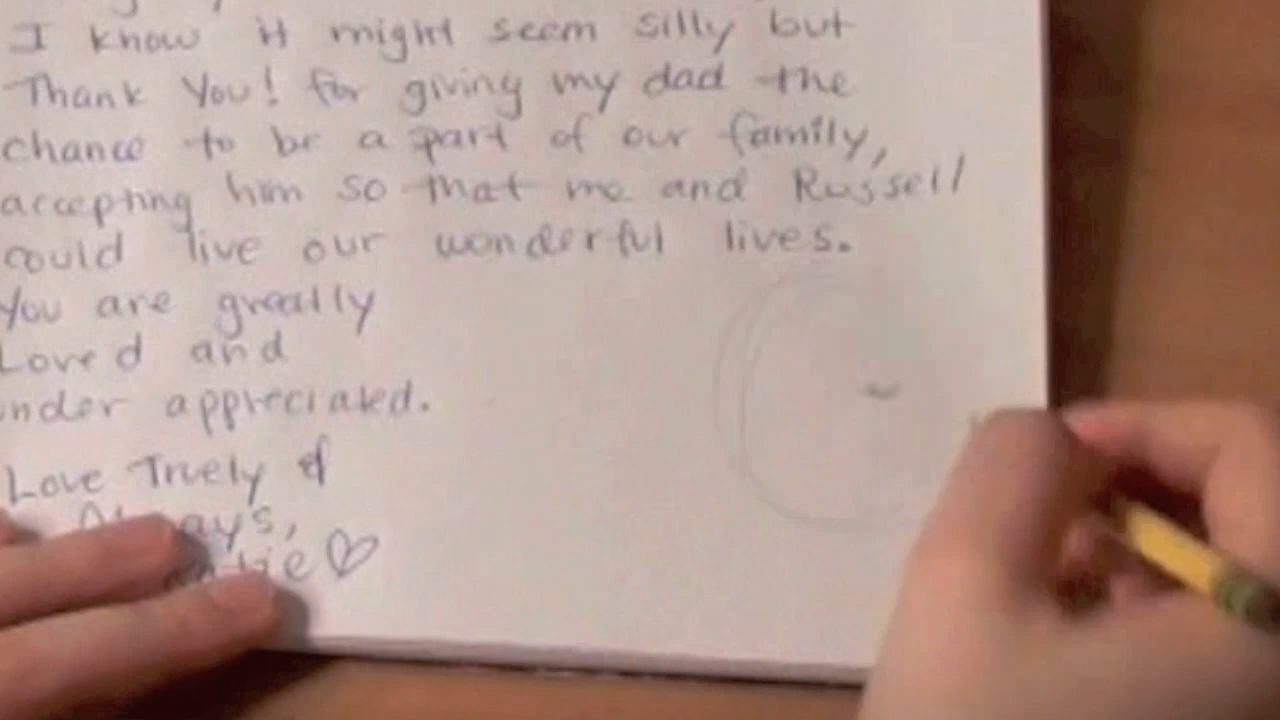 I know it might seem silly but
Thank You! for giving my dad the
chance to be a part of our family,
accepting him so that me and Russell
could live our wonderful lives.
You are greatly
Loved and
under appreciated.
Love Truely &